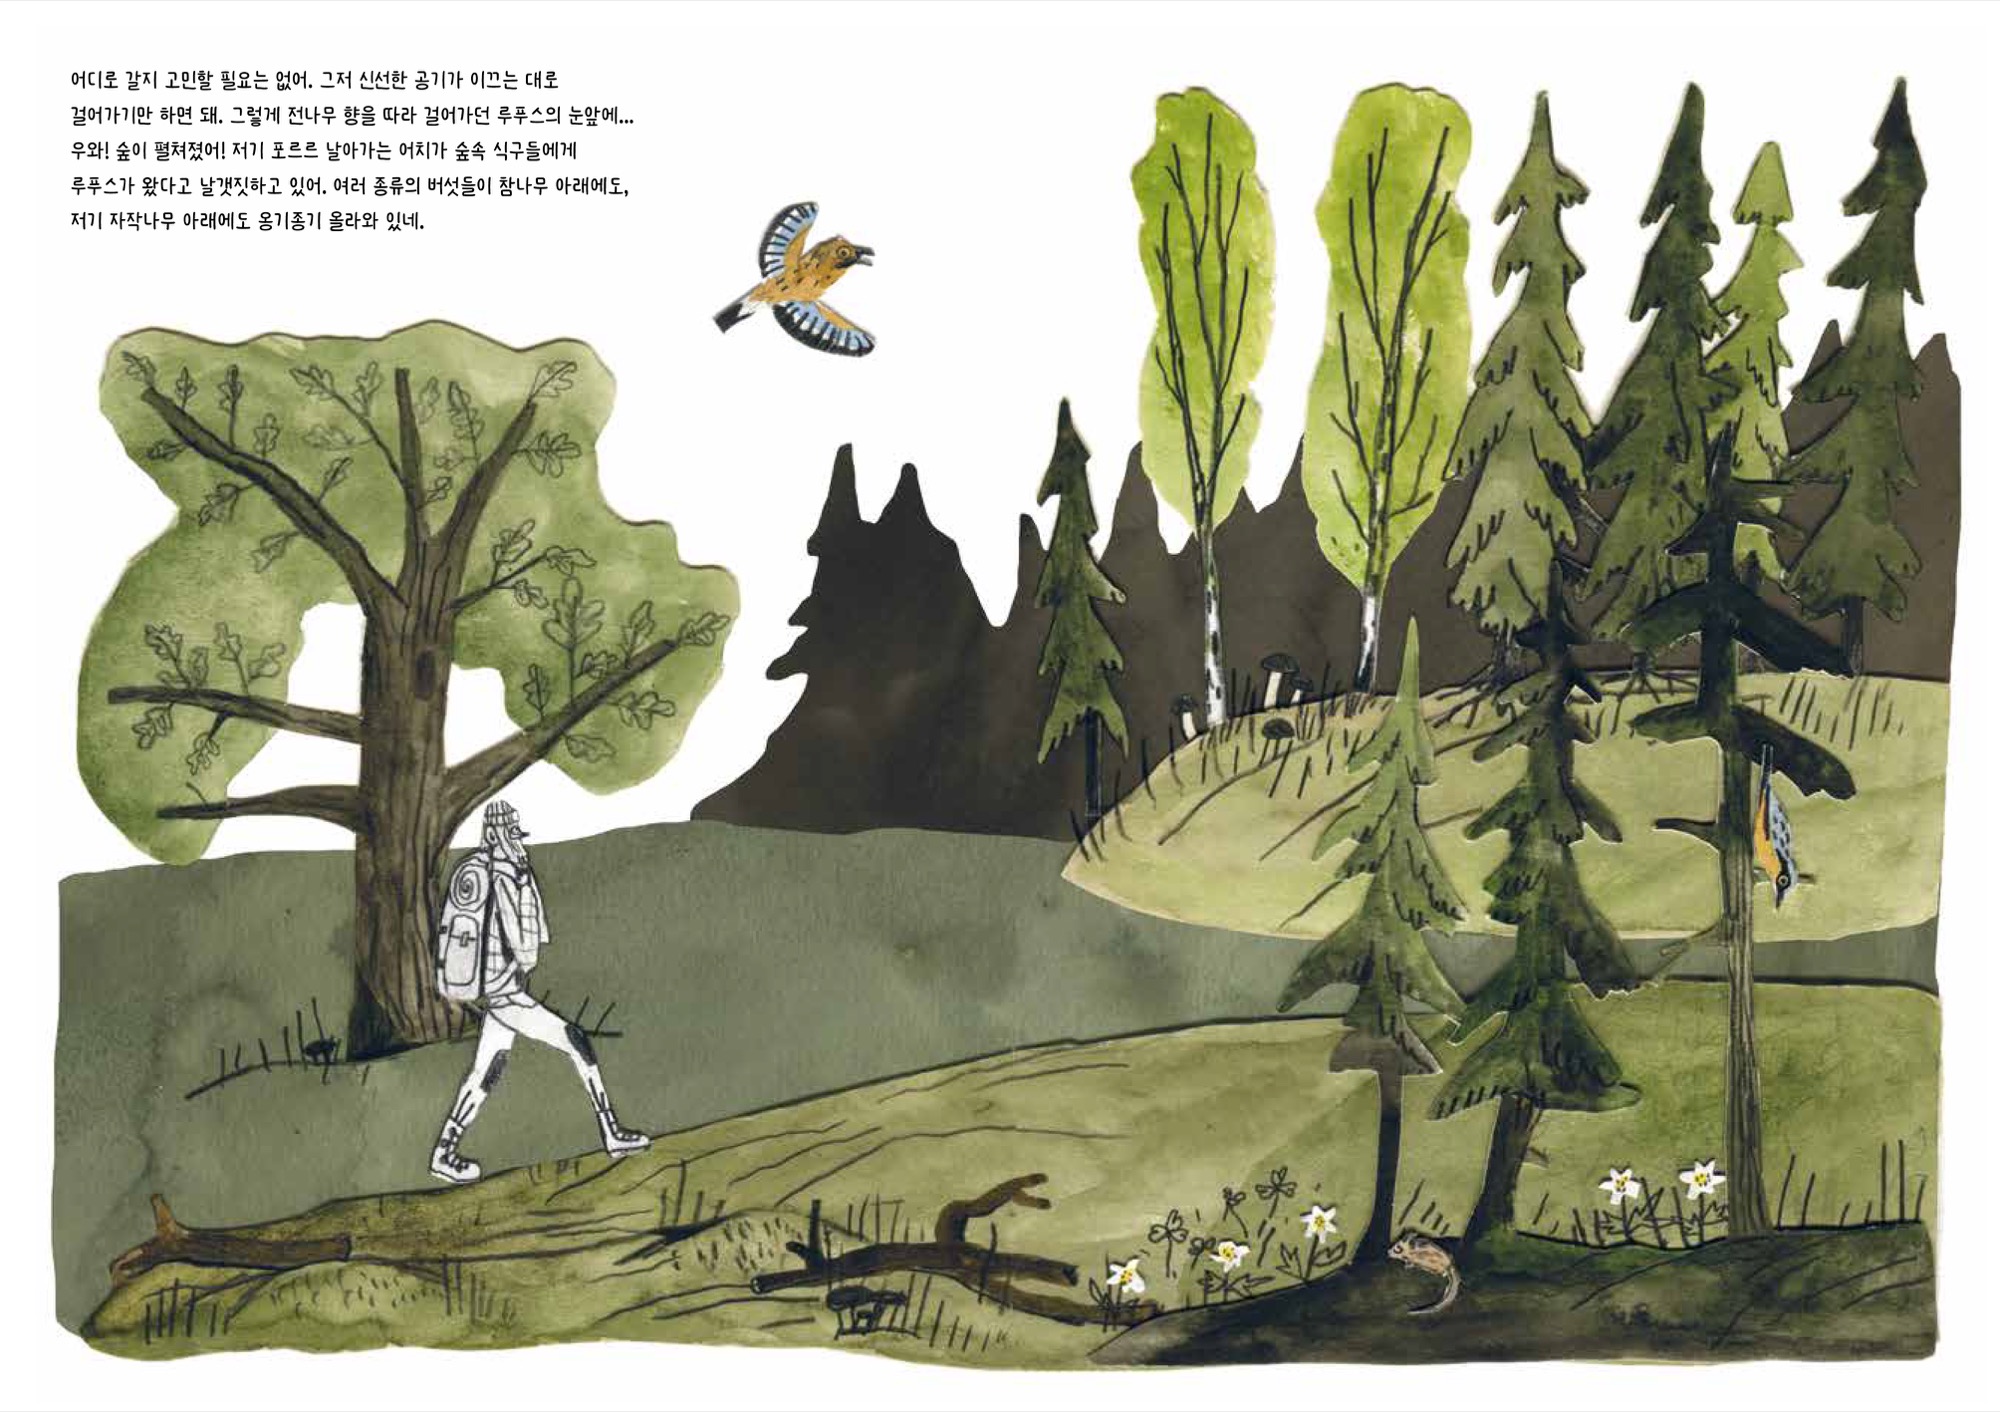 어디로 갈지 고민할 필요는 없어. 그저 신선한 공기가 이끄는 대로
걸어가기만 하면 돼. 그렇게 전나무 향을 따라 걸어가던 루푸스의 눈앞에...
우와! 숲이 펼쳐졌어! 저기 포르르 날아가는 어치가 숲속 식구들에게
루푸스가 왔다고 날갯짓하고 있어. 여러 종류의 버섯들이 참나무 아래에도,
저기 자작나무 아래에도 옹기종기 올라와 있네.